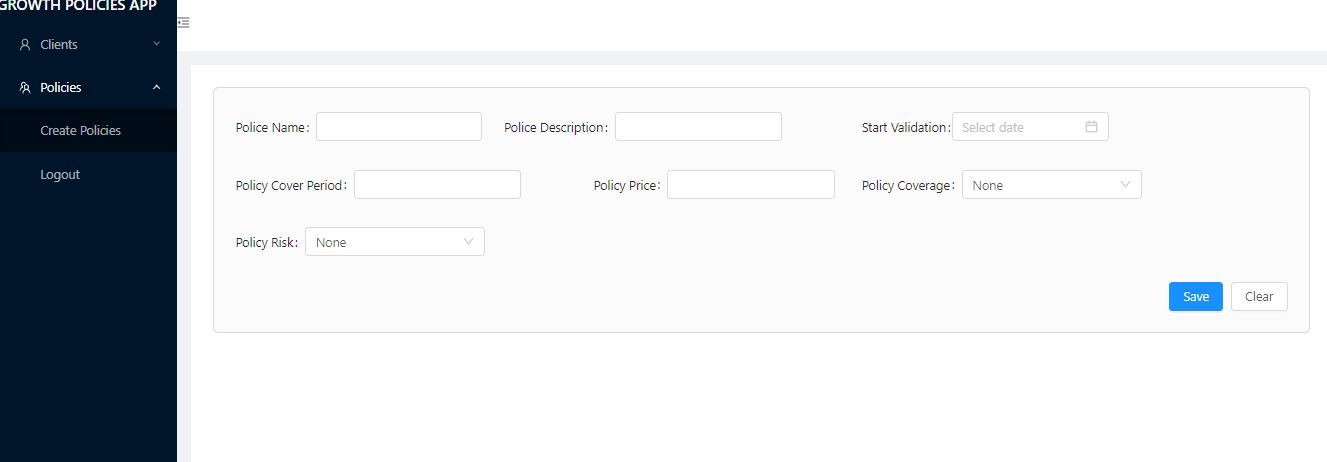 GROWTH POLICIES APP
Clients
Policies
Create Policies
Logout
Police Name:
Police Description:
Start Validation: Select date
Policy Cover Period:
Policy Price:
Policy Coverage: None
Policy Risk: None
Save
Clear